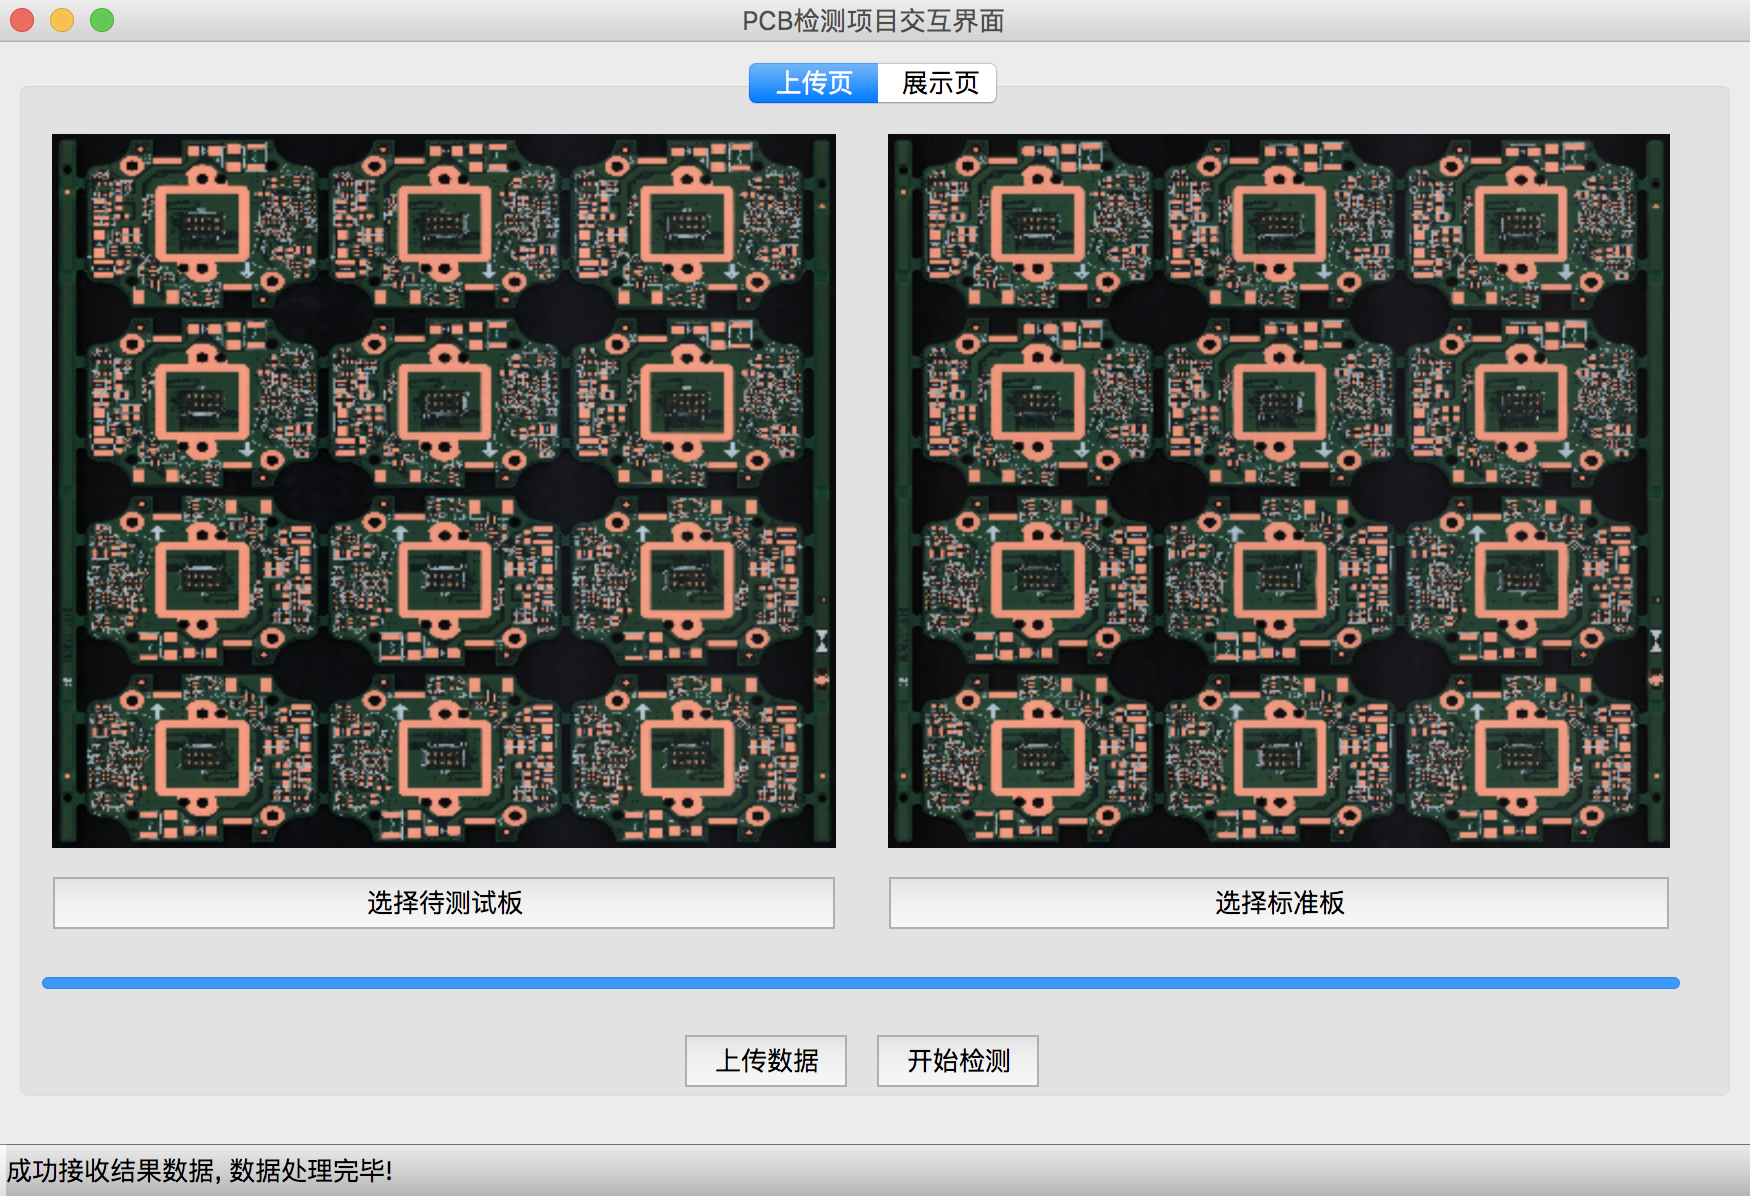 PCB检测项目交互界面
上传页 展示页
选择待测试板 选择标准板
上传数据 开始检测
成功接收结果数据, 数据处理完毕!